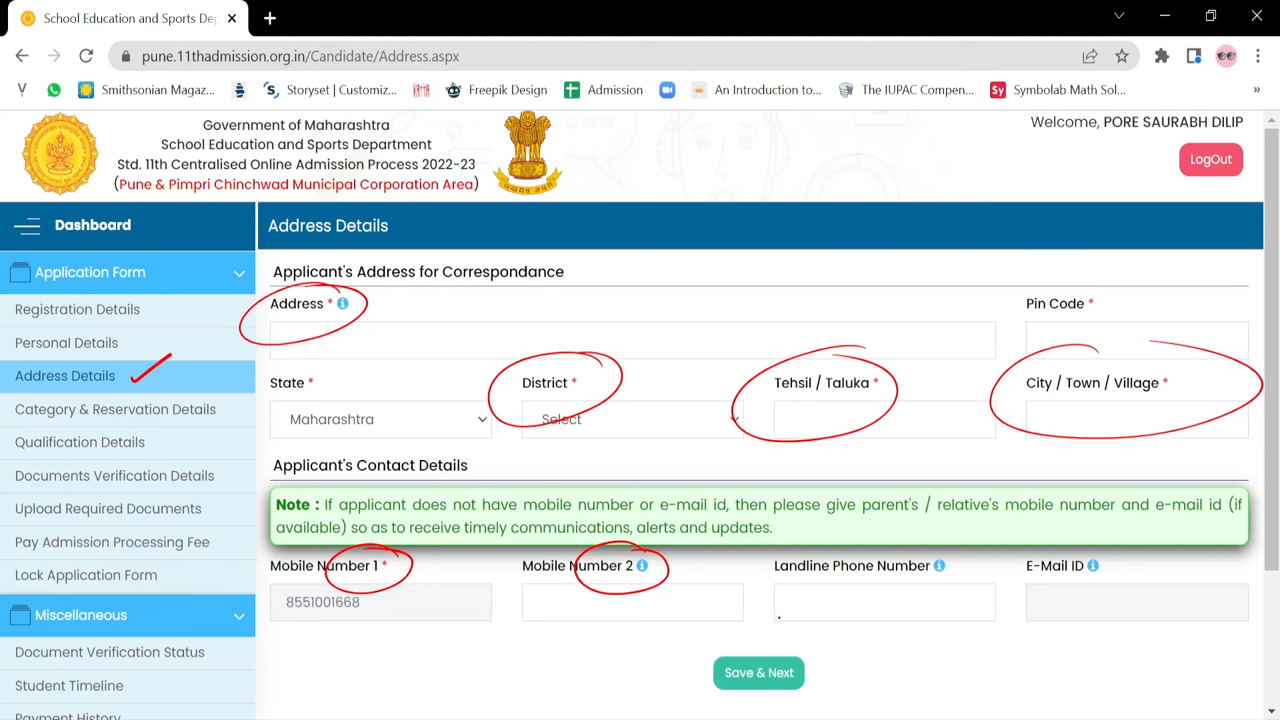 School Education and Sports Dep
pune.11thadmission.org.in/Candidate/Address.aspx
Smithsonian Magaz...
Storyset | Customiz...
Freepik Design
Admission
An Introduction to...
The IUPAC Compen...
Sy
Symbolab Math Sol...
Government of Maharashtra
School Education and Sports Department
Std. 11th Centralised Online Admission Process 2022-23
(Pune & Pimpri Chinchwad Municipal Corporation Area)
Welcome, PORE SAURABH DILIP
LogOut
Dashboard
Address Details
Application Form
Registration Details
Personal Details
Address Details
Category & Reservation Details
Qualification Details
Documents Verification Details
Upload Required Documents
Pay Admission Processing Fee
Lock Application Form
Miscellaneous
Document Verification Status
Student Timeline
Payment History
Applicant's Address for Correspondance
Address *
Pin Code *
State *
District *
Tehsil / Taluka *
City / Town / Village *
Maharashtra
Select
Applicant's Contact Details
Note : If applicant does not have mobile number or e-mail id, then please give parent's / relative's mobile number and e-mail id (if
available) so as to receive timely communications, alerts and updates.
Mobile Number 1 *
Mobile Number 2
Landline Phone Number
E-Mail ID
8551001668
Save & Next